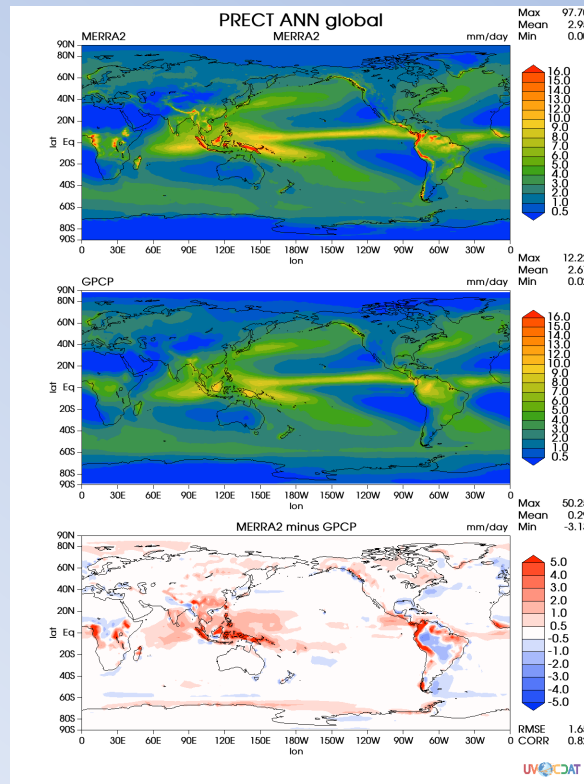 PRECT ANN global
MERRA2 MERRA2 mm/day
Max 97.70
Mean 2.9
Min 0.0
90N
80N
60N
40N
20N
Eq
20S
40S
60S
80S
90S
lat
0 30E 60E 90E 120E 150E 180W 150W 120W 90W 60W 30W 0
lon
16.0
15.0
14.0
13.0
12.0
10.0
9.0
8.0
7.0
6.0
5.0
4.0
3.0
2.0
1.0
0.5
GPCP mm/day
Max 12.2
Mean 2.6
Min 0.0
90N
80N
60N
40N
20N
Eq
20S
40S
60S
80S
90S
lat
0 30E 60E 90E 120E 150E 180W 150W 120W 90W 60W 30W 0
lon
16.0
15.0
14.0
13.0
12.0
10.0
9.0
8.0
7.0
6.0
5.0
4.0
3.0
2.0
1.0
0.5
MERRA2 minus GPCP mm/day
Max 50.2
Mean 0.2
Min -3.1
90N
80N
60N
40N
20N
Eq
20S
40S
60S
80S
90S
lat
0 30E 60E 90E 120E 150E 180W 150W 120W 90W 60W 30W 0
lon
5.0
4.0
3.0
2.0
1.0
0.5
-0.5
-1.0
-2.0
-3.0
-4.0
-5.0
RMSE 1.6
CORR 0.8
UV CDAT